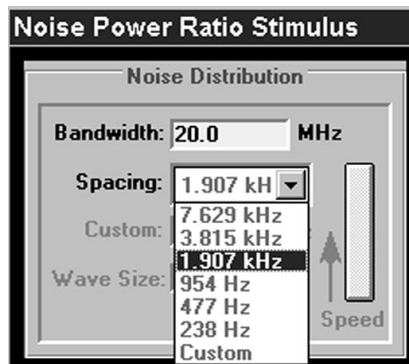 Noise Power Ratio Stimulus
Noise Distribution
Bandwidth: 20.0 MHz
Spacing: 1.907 kH
7.629 kHz
Custom:
3.815 kHz
1.907 kHz
Wave Size:
954 Hz
477 Hz
Speed
238 Hz
Custom